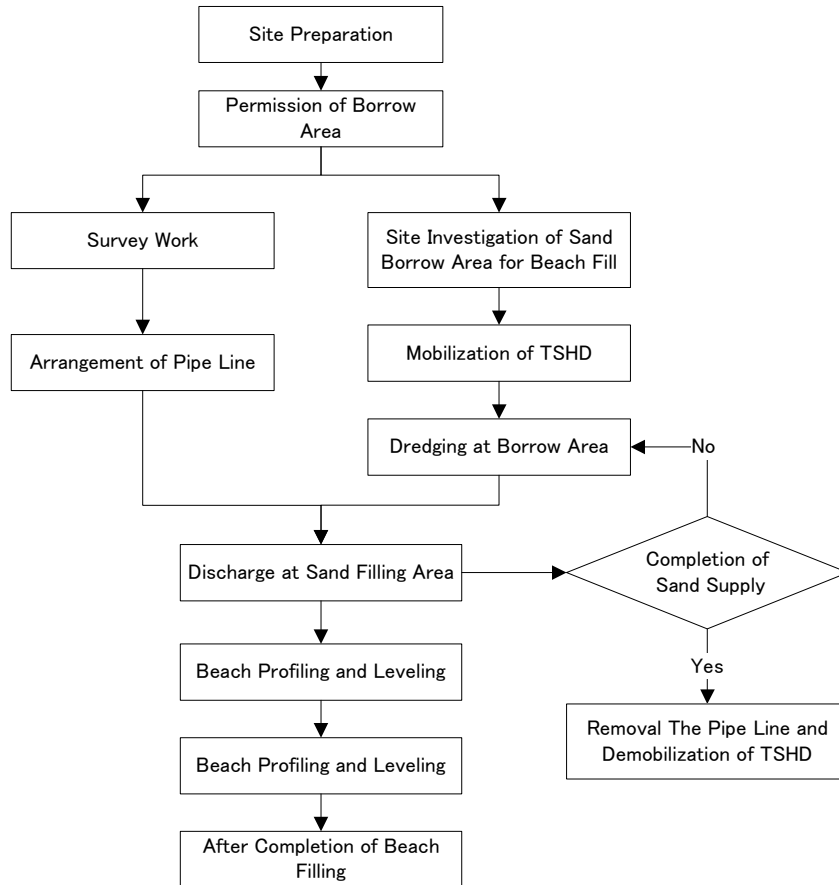 Site Preparation
Permission of Borrow
Area
Survey Work
Site Investigation of Sand
Borrow Area for Beach Fill
Arrangement of Pipe Line
Mobilization of TSHD
Dredging at Borrow Area
No
Discharge at Sand Filling Area
Completion of
Sand Supply
Yes
Beach Profiling and Leveling
Removal The Pipe Line and
Demobilization of TSHD
Beach Profiling and Leveling
After Completion of Beach
Filling